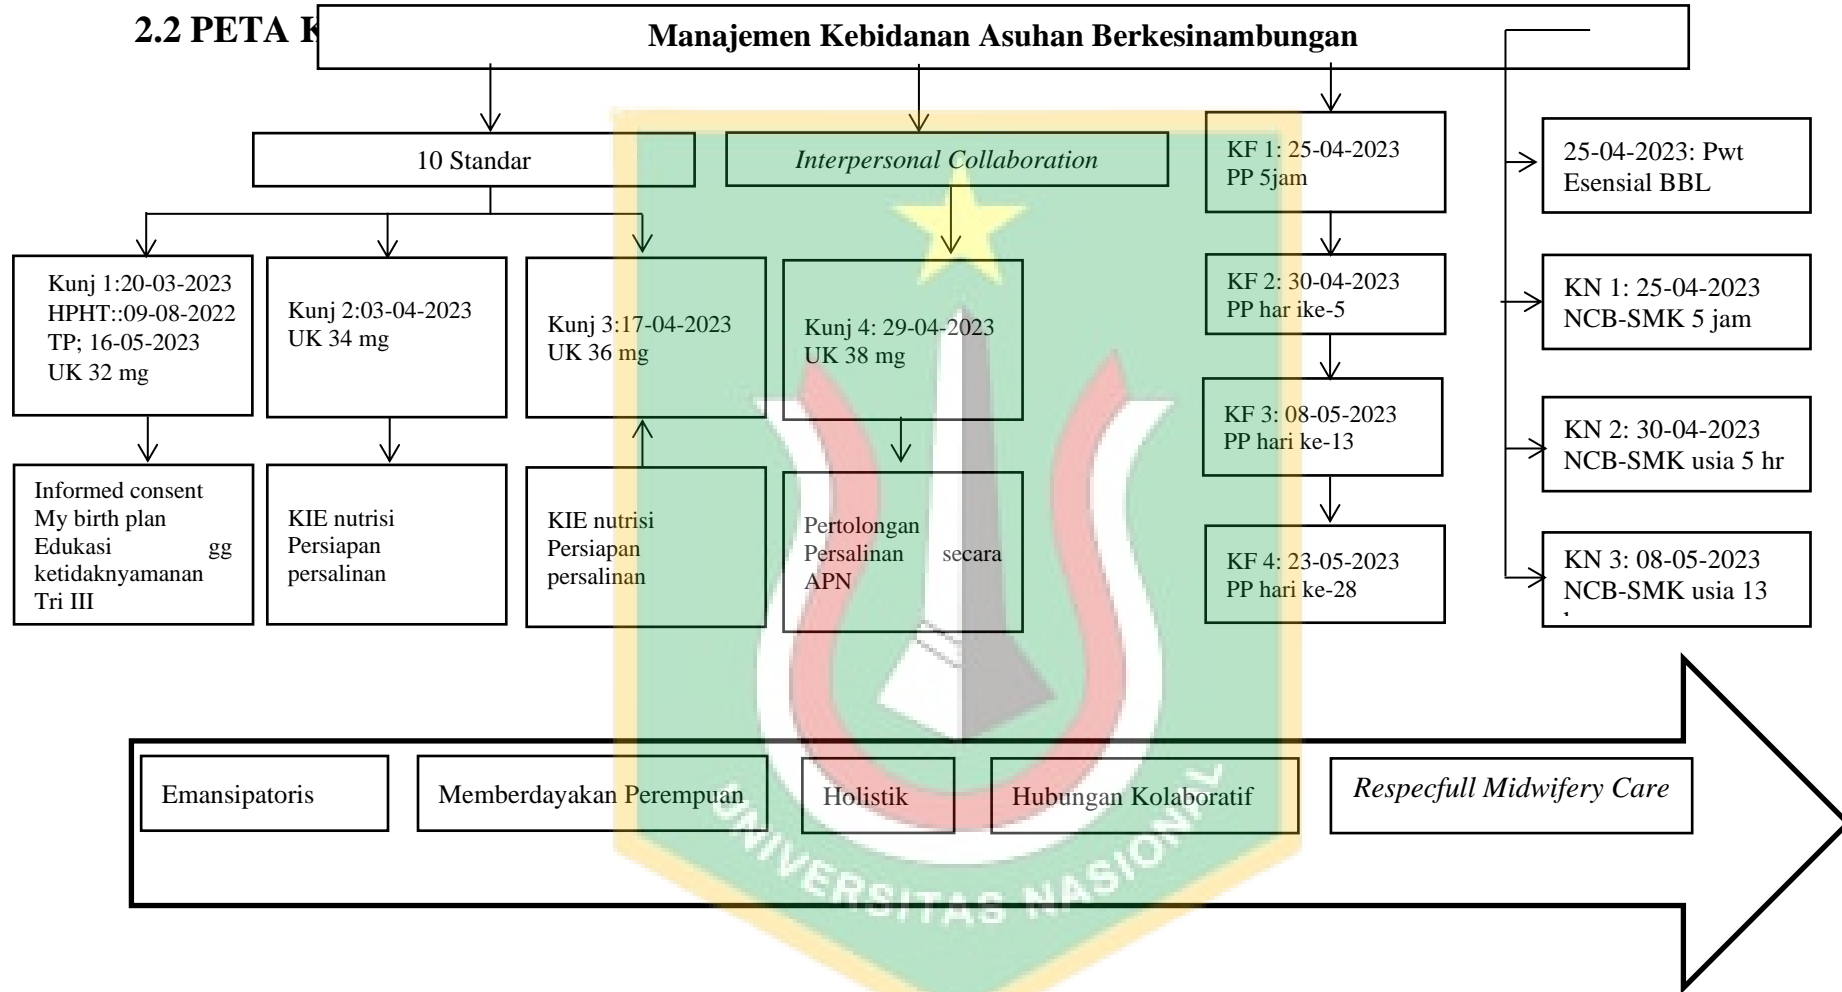 2.2 PETA K
Manajemen Kebidanan Asuhan Berkesinambungan
10 Standar
Interpersonal Collaboration
KF 1: 25-04-2023
PP 5jam
25-04-2023: Pwt
Esensial BBL
Kunj 1:20-03-2023
HPHT::09-08-2022
TP; 16-05-2023
UK 32 mg
Kunj 2:03-04-2023
UK 34 mg
Kunj 3:17-04-2023
UK 36 mg
Kunj 4: 29-04-2023
UK 38 mg
KF 2: 30-04-2023
PP har ike-5
KN 1: 25-04-2023
NCB-SMK 5 jam
KF 3: 08-05-2023
PP hari ke-13
KN 2: 30-04-2023
NCB-SMK usia 5 hr
Informed consent
My birth plan
Edukasi gg
ketidaknyamanan
Tri III
KIE nutrisi
Persiapan
persalinan
KIE nutrisi
Persiapan
persalinan
Pertolongan
Persalinan secara
APN
KF 4: 23-05-2023
PP hari ke-28
KN 3: 08-05-2023
NCB-SMK usia 13
Emansipatoris
Memberdayakan Perempuan
Holistik
Hubungan Kolaboratif
Respecfull Midwifery Care
UNIVERSITAS NASIONAL